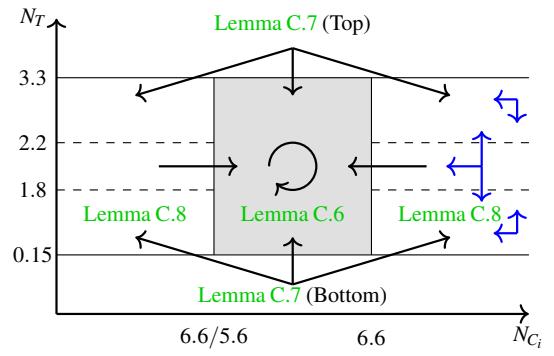 N_T
Lemma C.7 (Top)
3.3
2.2
1.8
Lemma C.8 Lemma C.6 Lemma C.8
0.15
Lemma C.7 (Bottom)
6.6/5.6 6.6 N_{C_i}